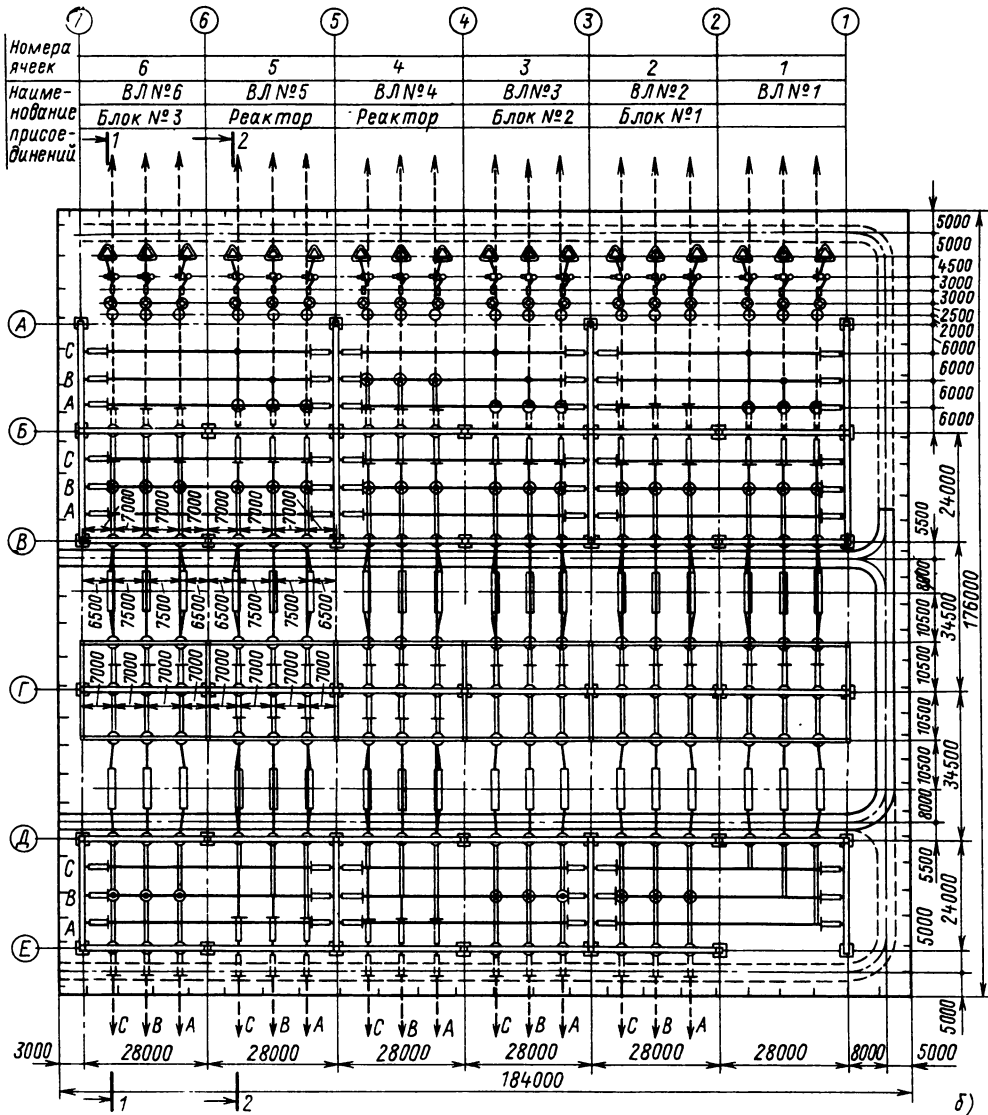 7 6 5 4 3 2 1
Номера
ячеек 6 5 4 3 2 1
Наиме-
нование
присое-
динений
ВЛ №6 ВЛ №5 ВЛ №4 ВЛ №3 ВЛ №2 ВЛ №1
Блок №3 Реактор Реактор Блок №2 Блок №1
1 2
5000
5000
4500
3000
3000
2500
2000
А
6000
C
B
6000
A
6000
6000
Б
C
B
A
24000
7000 7000 7000 7000 7000 7000
5500
В
6500 7500 7500 6500 6500 7500 7500 6500
8000
10500
34500
176000
10500
7000 7000 7000 7000 7000 7000 7000 7000
Г
10500
10500
34500
8000
Д
C
B
A
5500
24000
5000
Е
5000
C B A C B A C B A C B A C B A
3000 28000 28000 28000 28000 28000 28000 8000 5000
184000
1 2
б)